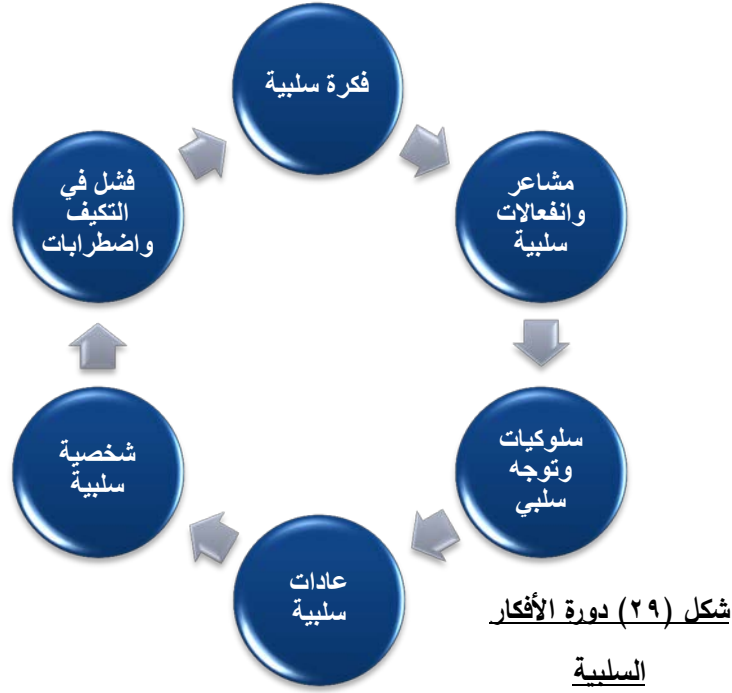 فكرة سلبية
مشاعر
وانفعالات
سلبية
سلوكيات
وتوجه
سلبي
عادات
سلبية
شخصية
سلبية
فشل في
التكيف
واضطرابات
شكل (٢٩) دورة الأفكار
السلبية